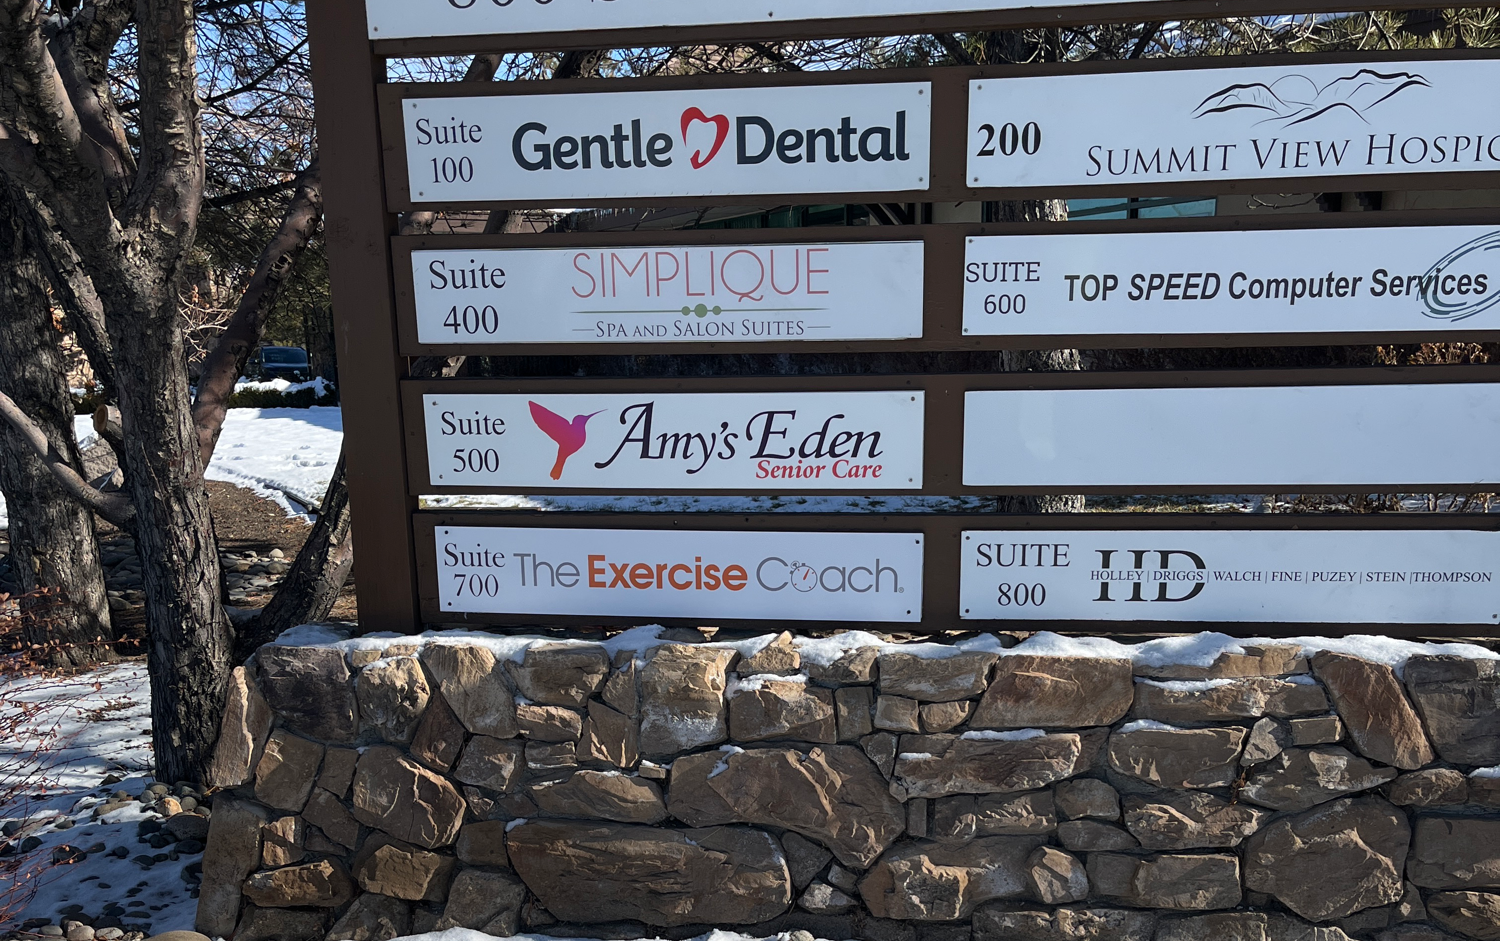 Suite 100 Gentle Dental
200 SUMMIT VIEW
Suite 400 SIMPLIQUE
SPA AND SALON SUITES
SUITE 600 TOP SPEED Computer Services
Suite 500 Amy's Eden
Senior Care
Suite 700 The Exercise Coach®
SUITE 800 HD
HOLLEY | DRIGGS | WALCH | FINE | PUZEY | STEIN | THOMPSON